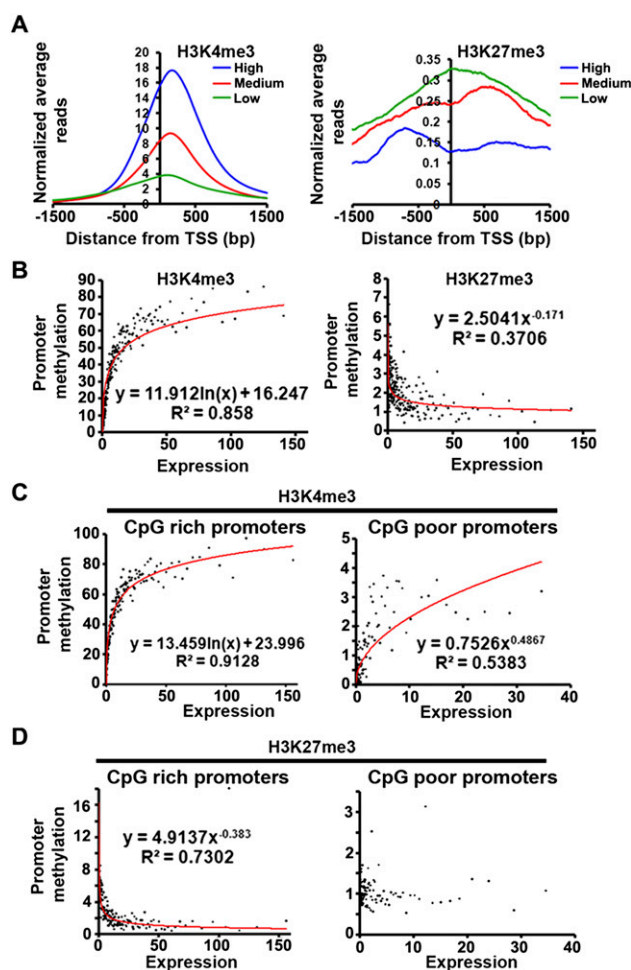 A
H3K4me3
Normalized average
reads
20
18
16
14
12
10
8
6
4
2
0
High
Medium
Low
-1500
-500
500
1500
Distance from TSS (bp)
H3K27me3
Normalized average
reads
0.35
0.3
0.25
0.2
0.15
0.1
0.05
0
High
Medium
Low
-1500
-500
500
1500
Distance from TSS (bp)
B
H3K4me3
Promoter
methylation
90
80
70
60
50
40
30
20
10
0
y = 11.912ln(x) + 16.247
R² = 0.858
0 50 100 150
Expression
H3K27me3
Promoter
methylation
8
7
6
5
4
3
2
1
0
y = 2.5041x^-0.171
R² = 0.3706
0 50 100 150
Expression
C
H3K4me3
CpG rich promoters
Promoter
methylation
100
80
60
40
20
0
y = 13.459ln(x) + 23.996
R² = 0.9128
0 50 100 150
Expression
CpG poor promoters
5
4
3
2
1
0
y = 0.7526x^0.4867
R² = 0.5383
0 10 20 30 40
Expression
D
H3K27me3
CpG rich promoters
Promoter
methylation
16
12
8
4
0
y = 4.9137x^-0.383
R² = 0.7302
0 50 100 150
Expression
CpG poor promoters
3
2
1
0
0 10 20 30 40
Expression